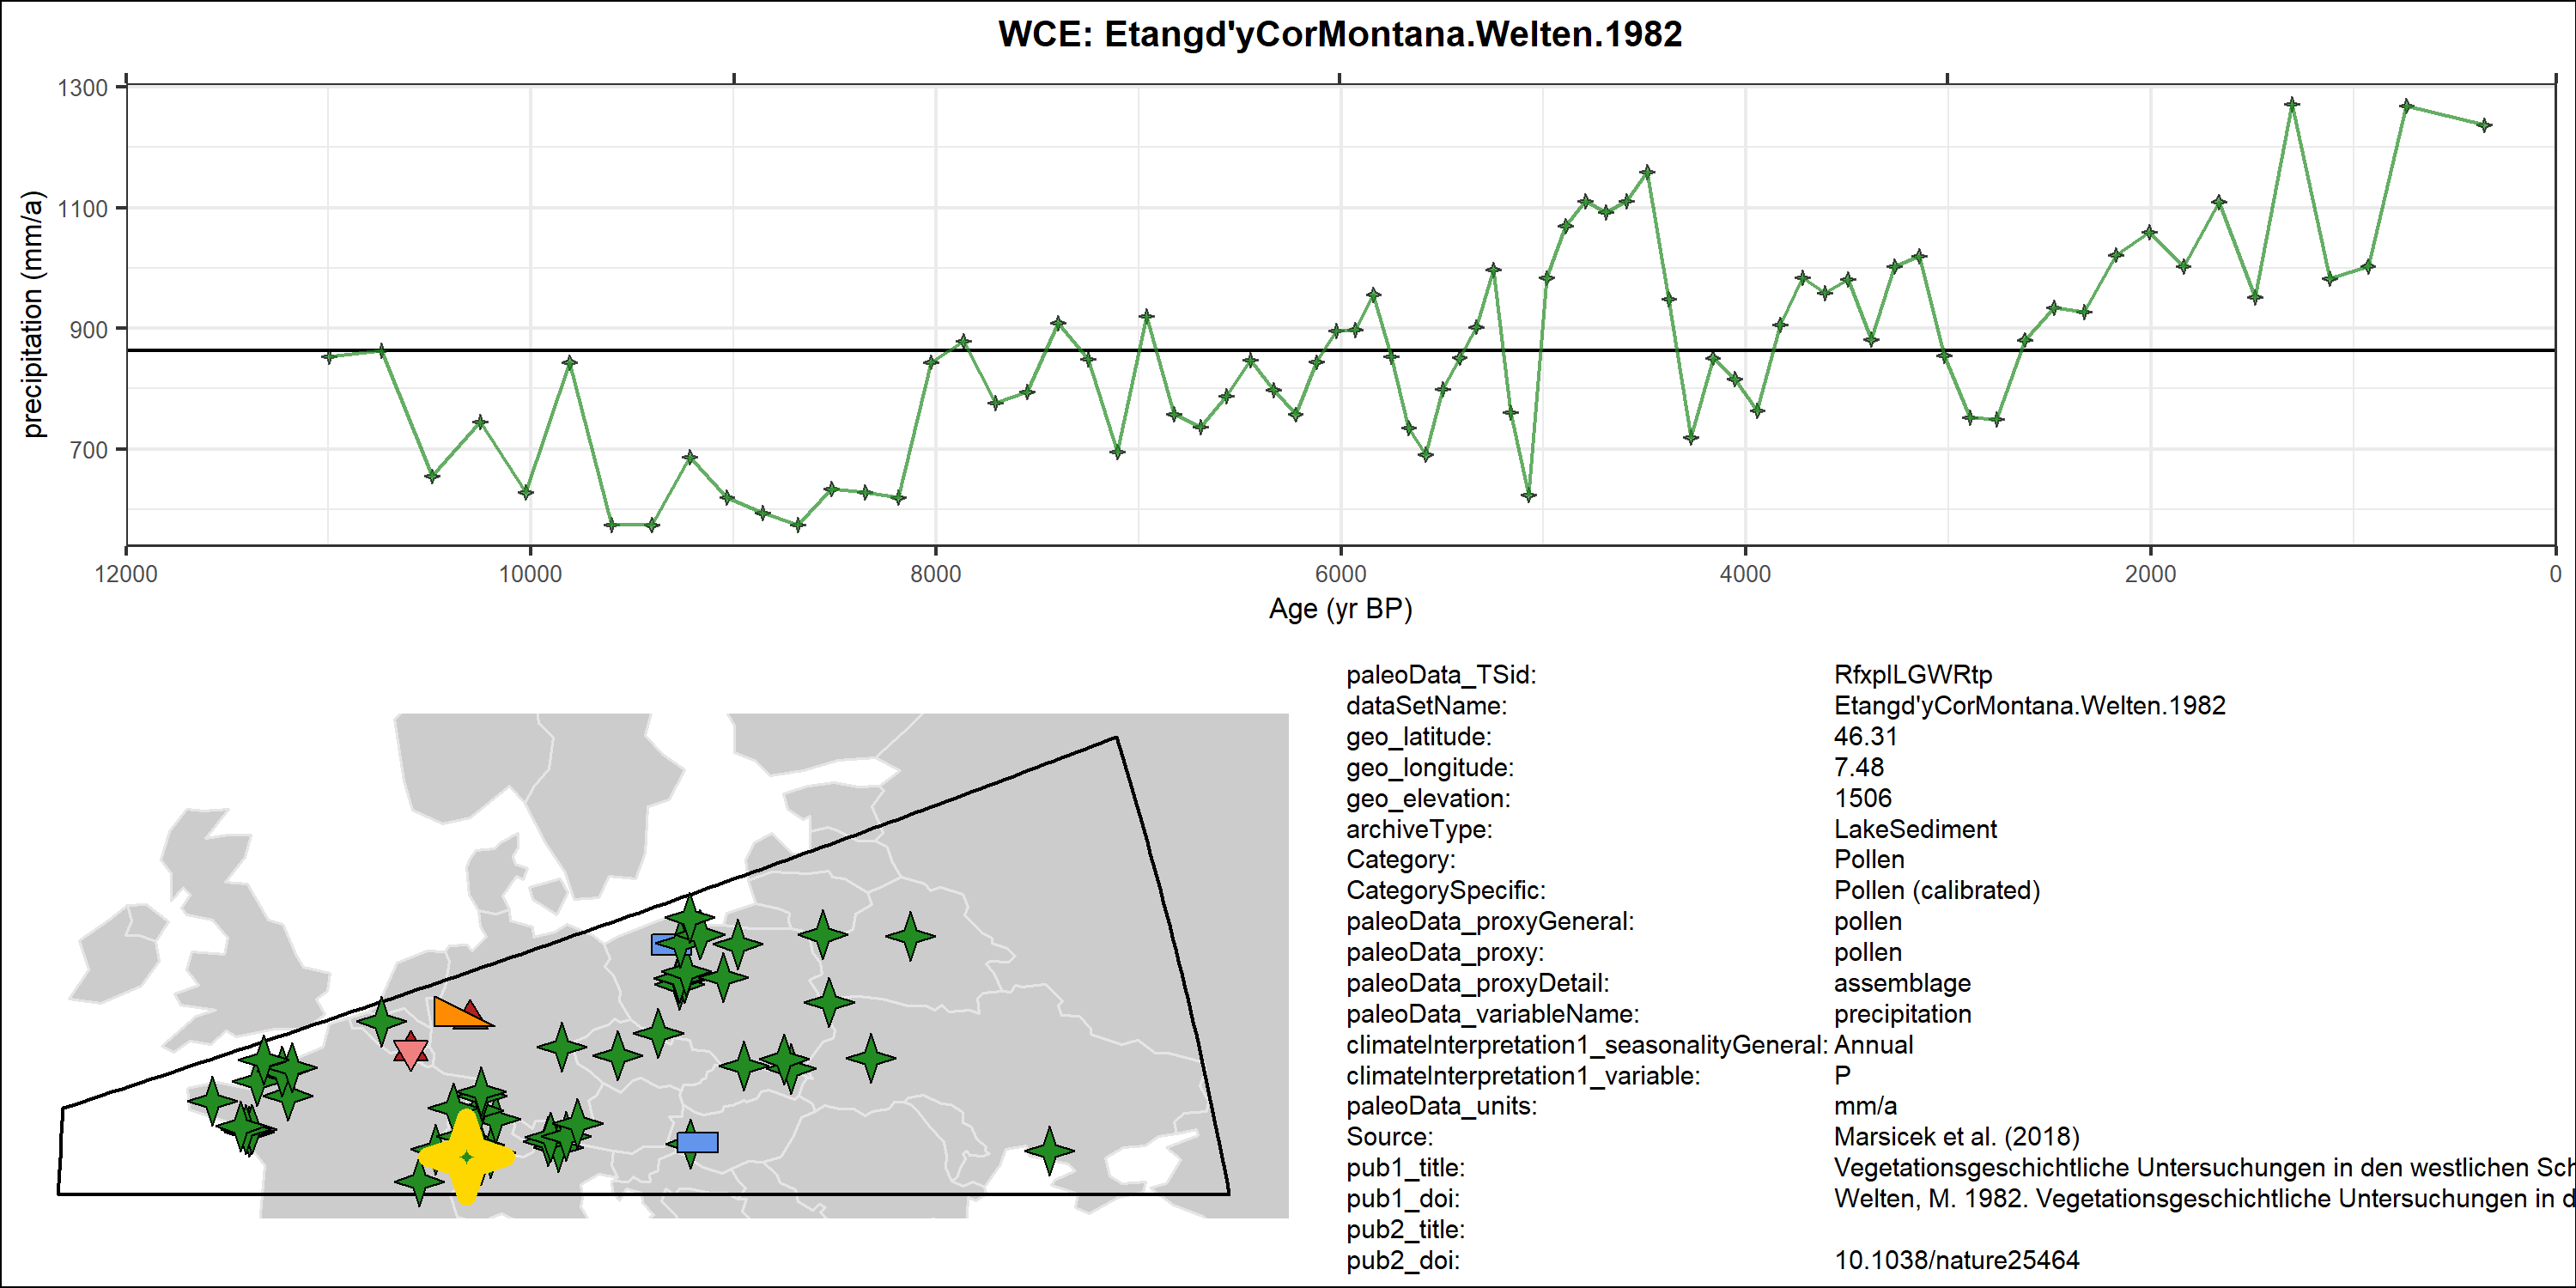 WCE: Etangd'yCorMontana.Welten.1982
precipitation (mm/a)
1300
1100
900
700
12000 10000 8000 6000 4000 2000 0
Age (yr BP)
paleoData_TSid: RfxplLGWRtp
dataSetName: Etangd'yCorMontana.Welten.1982
geo_latitude: 46.31
geo_longitude: 7.48
geo_elevation: 1506
archiveType: LakeSediment
Category: Pollen
CategorySpecific: Pollen (calibrated)
paleoData_proxyGeneral: pollen
paleoData_proxy: pollen
paleoData_proxyDetail: assemblage
paleoData_variableName: precipitation
climateInterpretation1_seasonalityGeneral: Annual
climateInterpretation1_variable: P
paleoData_units: mm/a
Source: Marsicek et al. (2018)
pub1_title: Vegetationsgeschichtliche Untersuchungen in den westlichen Sch
pub1_doi: Welten, M. 1982. Vegetationsgeschichtliche Untersuchungen in d
pub2_title:
pub2_doi: 10.1038/nature25464